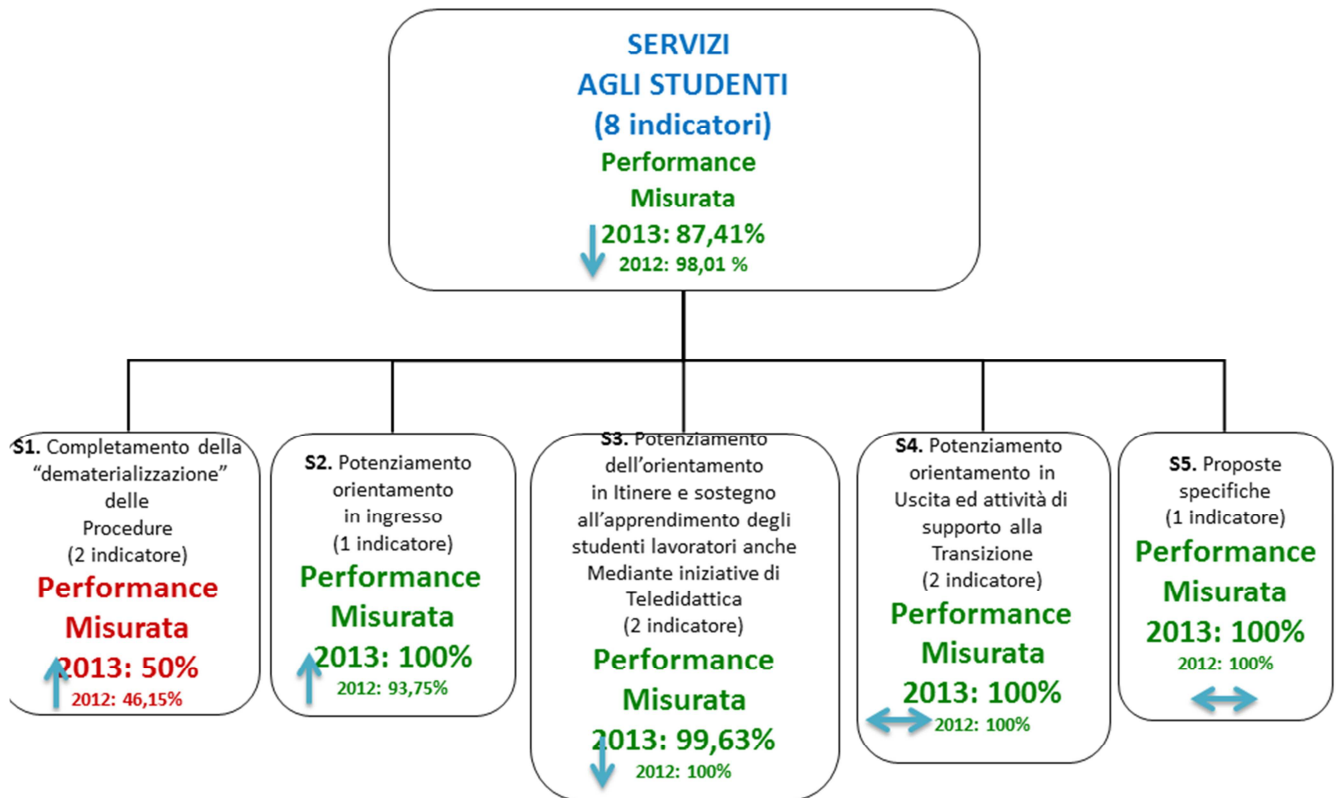 SERVIZI
AGLI STUDENTI
(8 indicatori)
Performance
Misurata
2013: 87,41%
2012: 98,01 %
S1. Completamento della
“dematerializzazione”
delle
Procedure
(2 indicatore)
Performance
Misurata
2013: 50%
2012: 46,15%
S2. Potenziamento
orientamento
in ingresso
(1 indicatore)
Performance
Misurata
2013: 100%
2012: 93,75%
S3. Potenziamento
dell’orientamento
in Itinere e sostegno
all’apprendimento degli
studenti lavoratori anche
Mediante iniziative di
Teledidattica
(2 indicatore)
Performance
Misurata
2013: 99,63%
2012: 100%
S4. Potenziamento
orientamento in
Uscita ed attività di
supporto alla
Transizione
(2 indicatore)
Performance
Misurata
2013: 100%
2012: 100%
S5. Proposte
specifiche
(1 indicatore)
Performance
Misurata
2013: 100%
2012: 100%